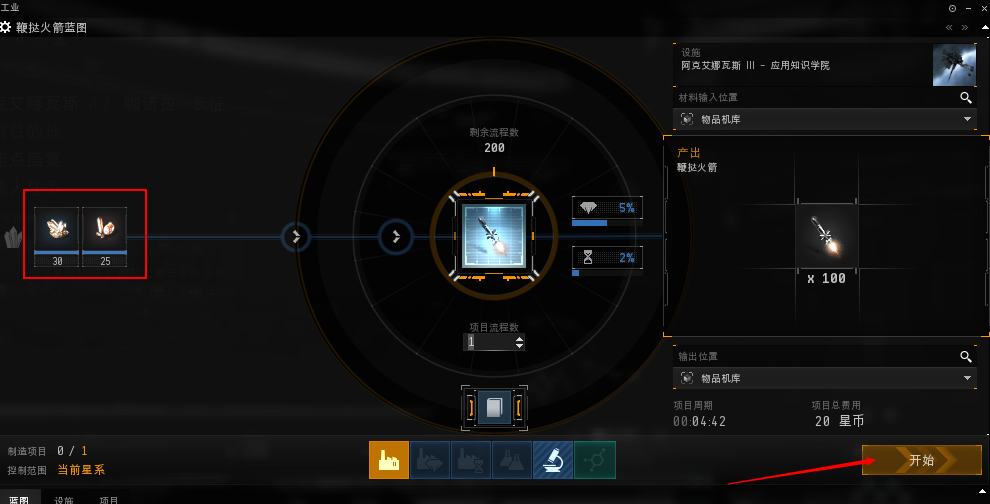 工业
鞭挞火箭蓝图
设施
阿克艾娜瓦斯 III - 应用知识学院
材料输入位置
物品机库
剩余流程数
200
产出
鞭挞火箭
30
25
5%
2%
x 100
项目流程数
1
输出位置
物品机库
项目周期
00:04:42
项目总费用
20 星币
制造项目 0 / 1
控制范围 当前星系
开始
蓝图 设施 项目